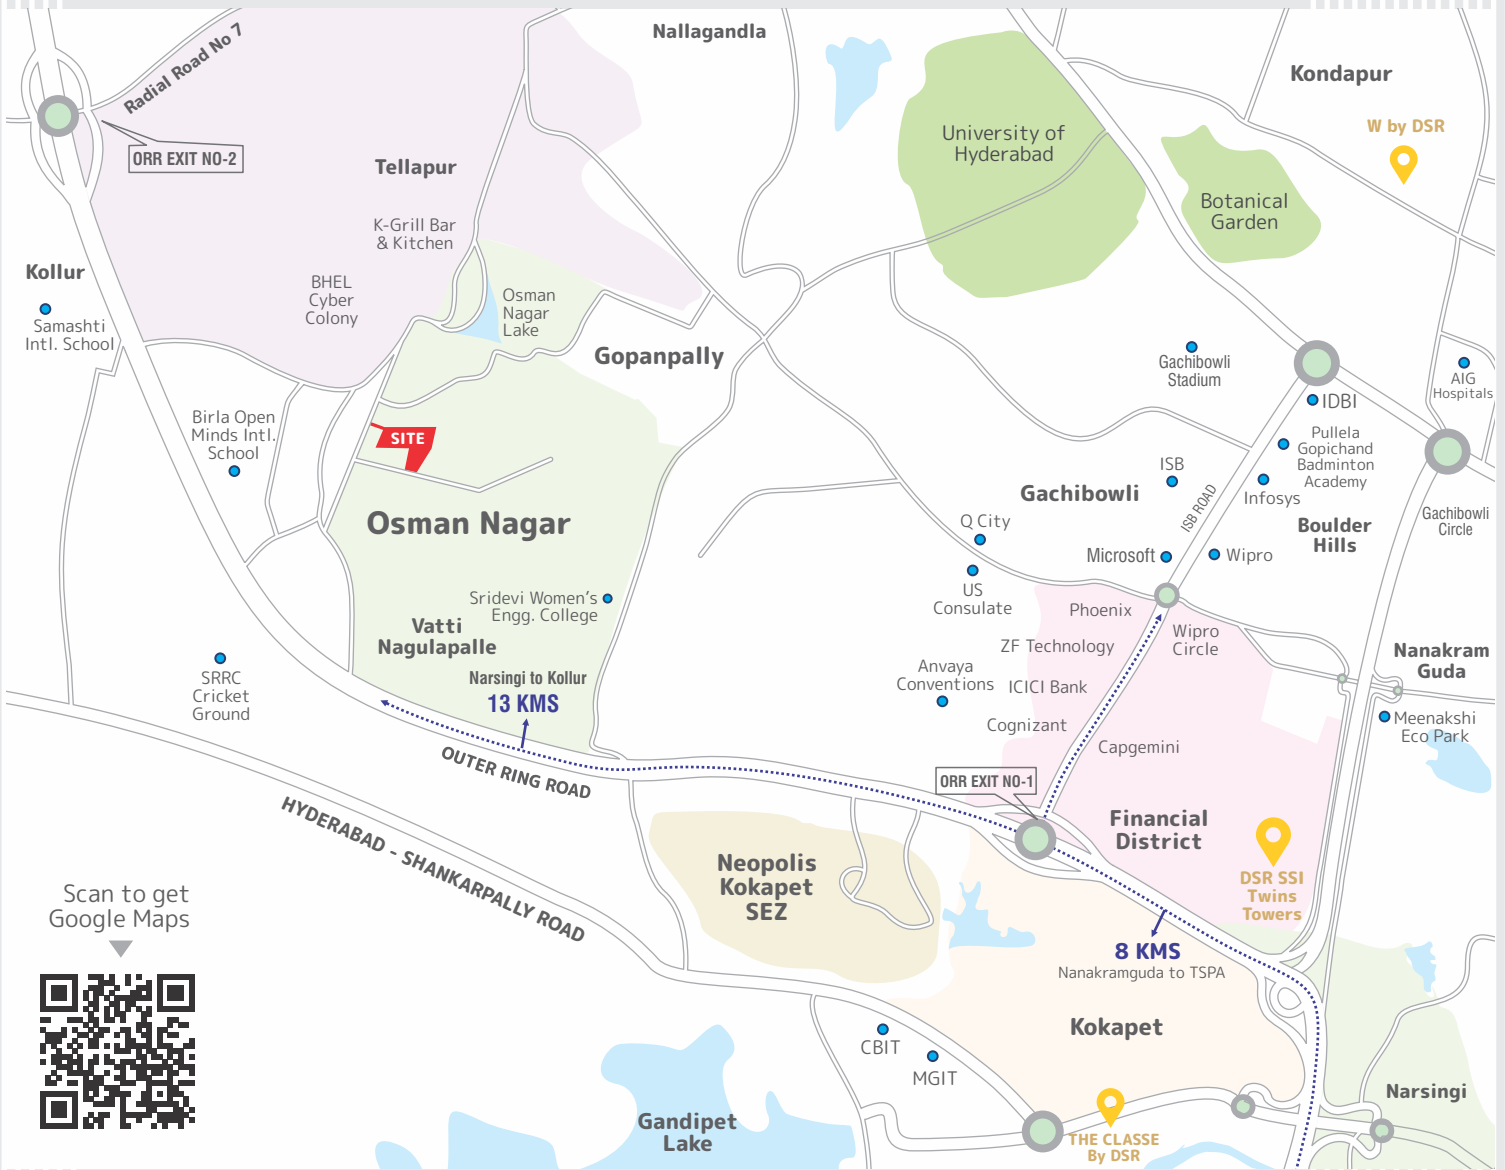 Nallagandla
Kondapur
Radial Road No 7
W by DSR
ORR EXIT NO-2
University of
Hyderabad
Tellapur
Botanical
Garden
K-Grill Bar
& Kitchen
Kollur
BHEL
Cyber
Colony
Osman
Nagar
Lake
Samashti
Intl. School
Gopanpally
Gachibowli
Stadium
AIG
Hospitals
IDBI
Birla Open
Minds Intl.
School
SITE
Pullela
Gopichand
Badminton
Academy
ISB
Gachibowli
Infosys
ISB ROAD
Osman Nagar
Q City
Boulder
Hills
Gachibowli
Circle
Microsoft
Wipro
US
Consulate
Sridevi Women's
Engg. College
Phoenix
Vatti
Nagulapalle
Wipro
Circle
ZF Technology
Nanakram
Guda
SRRC
Cricket
Ground
Narsingi to Kollur
13 KMS
Anvaya
Conventions
ICICI Bank
Cognizant
Meenakshi
Eco Park
Capgemini
OUTER RING ROAD
ORR EXIT NO-1
HYDERABAD - SHANKARPALLY ROAD
Financial
District
Neopolis
Kokapet
SEZ
DSR SSI
Twins
Towers
Scan to get
Google Maps
8 KMS
Nanakramguda to TSPA
Kokapet
CBIT
MGIT
Narsingi
Gandipet
Lake
THE CLASSE
By DSR